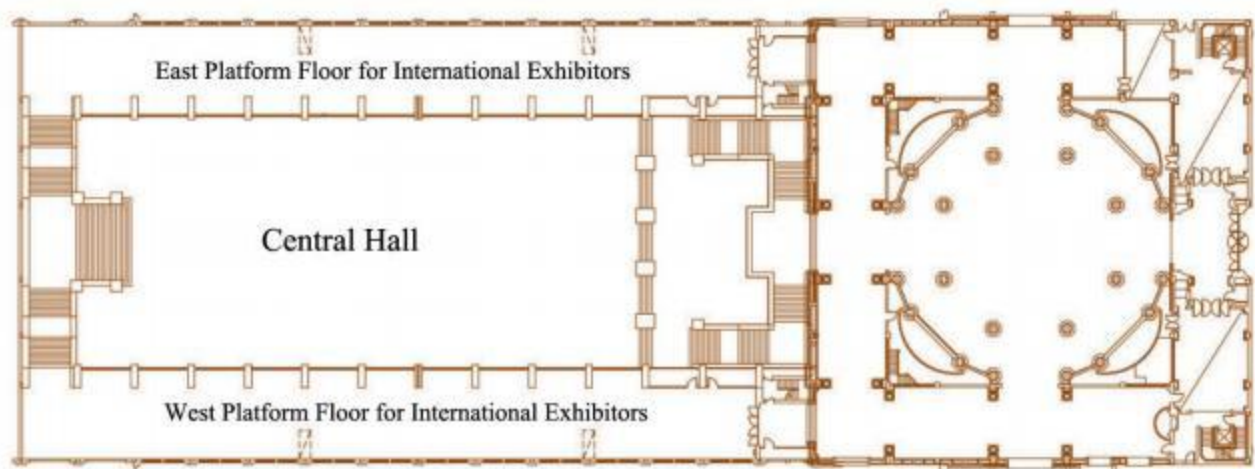 East Platform Floor for International Exhibitors
Central Hall
West Platform Floor for International Exhibitors